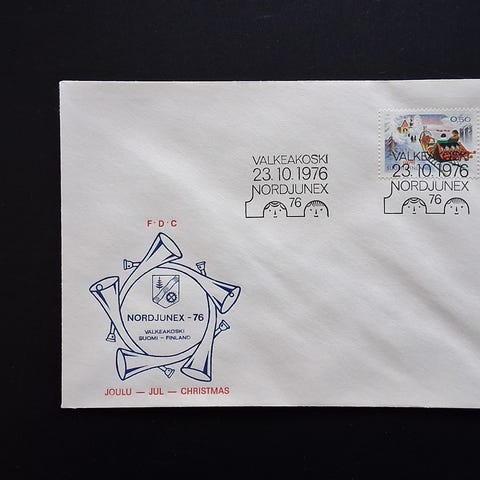 0,50
VALKEAKOSKI
23.10.1976
NORDJUNEX
76
VALKEAKOSKI
23.10.1976
NORDJUNEX
76
F·D·C
NORDJUNEX - 76
VALKEAKOSKI
SUOMI - FINLAND
JOULU — JUL — CHRISTMAS